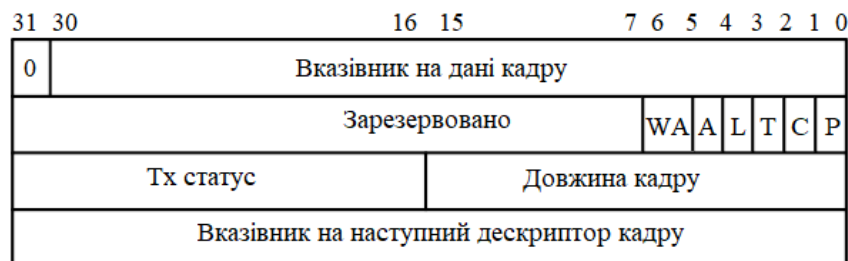 31 30 16 15 7 6 5 4 3 2 1 0
0 Вказівник на дані кадру
Зарезервовано WA A L T C P
Tx статус Довжина кадру
Вказівник на наступний дескриптор кадру